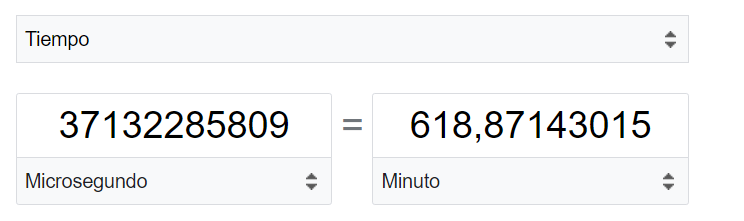 Tiempo
37132285809 = 618,87143015
Microsegundo Minuto